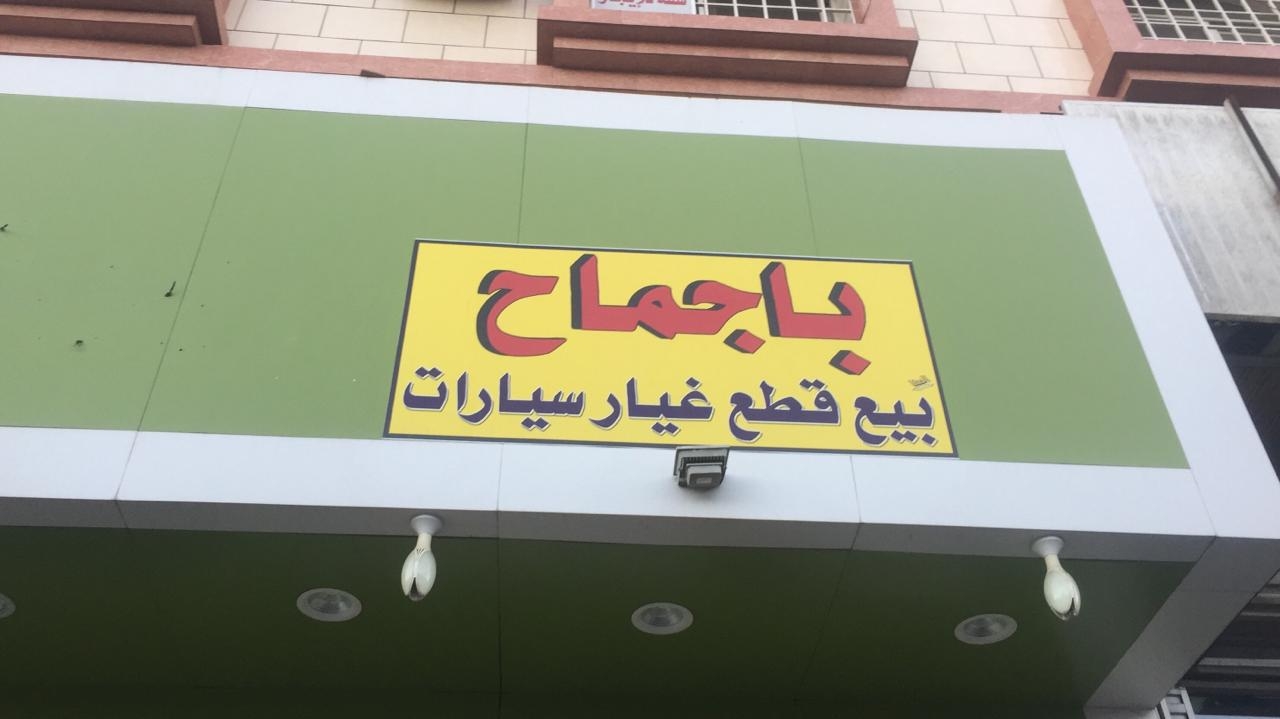 باجماح
بيع قطع غيار سيارات